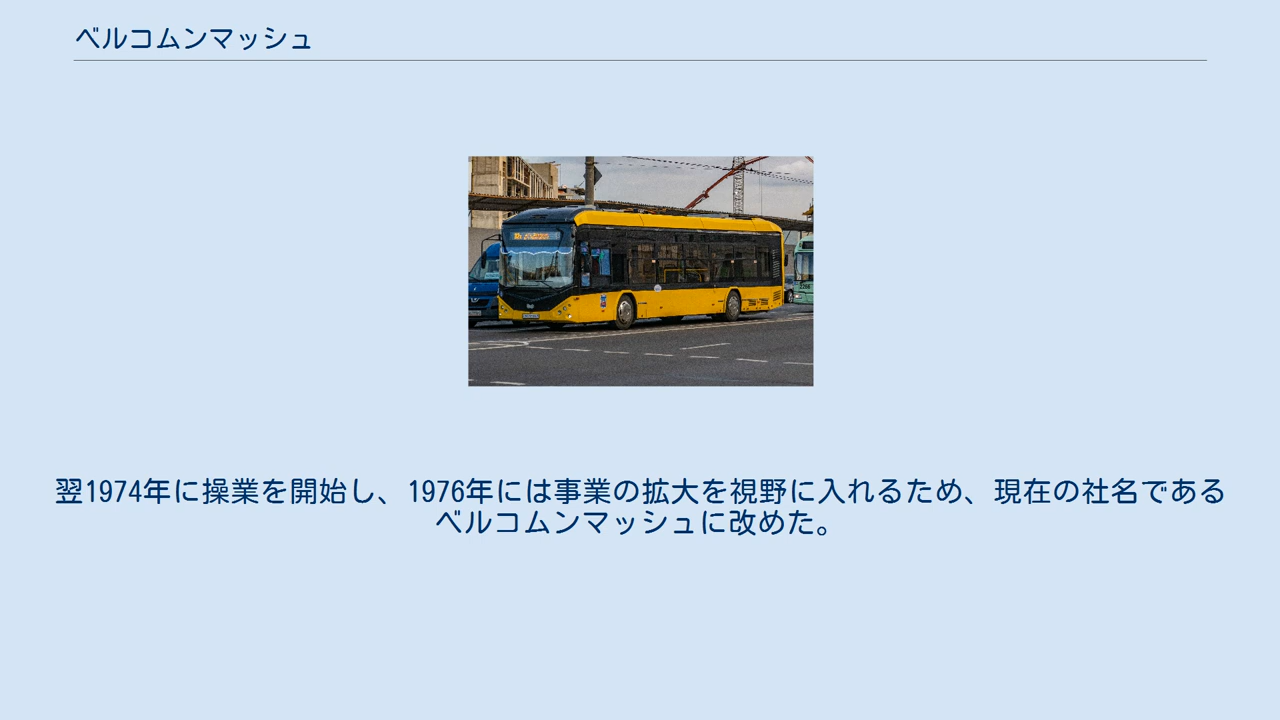 ベルコムンマッシュ
翌1974年に操業を開始し、1976年には事業の拡大を視野に入れるため、現在の社名である
ベルコムンマッシュに改めた。